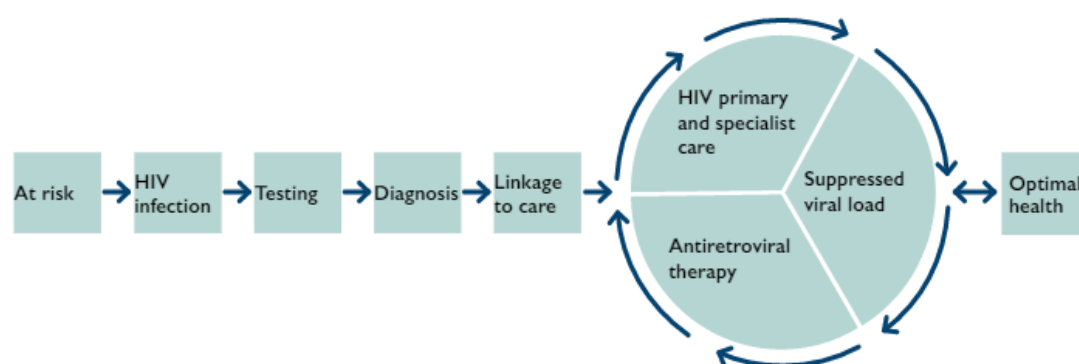 At risk
HIV
infection
Testing
Diagnosis
Linkage
to care
HIV primary
and specialist
care
Suppressed
viral load
Antiretroviral
therapy
Optimal
health